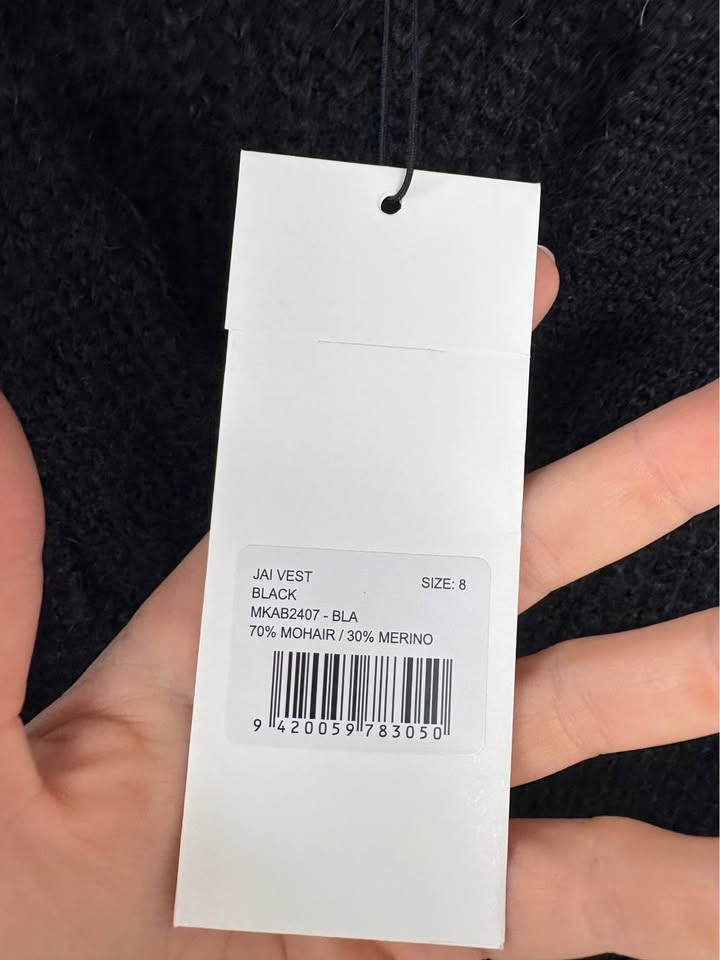 JAI VEST SIZE: 8
BLACK
MKAB2407 - BLA
70% MOHAIR / 30% MERINO
9 420059 783050